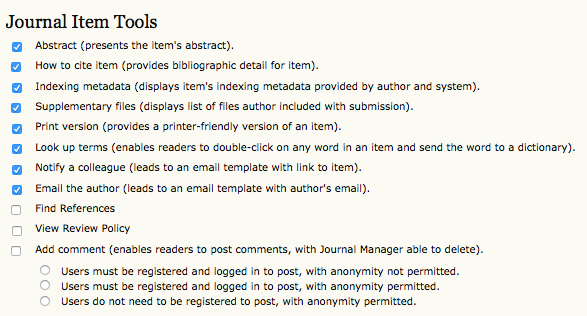 Journal Item Tools
Abstract (presents the item's abstract).
How to cite item (provides bibliographic detail for item).
Indexing metadata (displays item's indexing metadata provided by author and system).
Supplementary files (displays list of files author included with submission).
Print version (provides a printer-friendly version of an item).
Look up terms (enables readers to double-click on any word in an item and send the word to a dictionary).
Notify a colleague (leads to an email template with link to item).
Email the author (leads to an email template with author's email).
Find References
View Review Policy
Add comment (enables readers to post comments, with Journal Manager able to delete).
Users must be registered and logged in to post, with anonymity not permitted.
Users must be registered and logged in to post, with anonymity permitted.
Users do not need to be registered to post, with anonymity permitted.